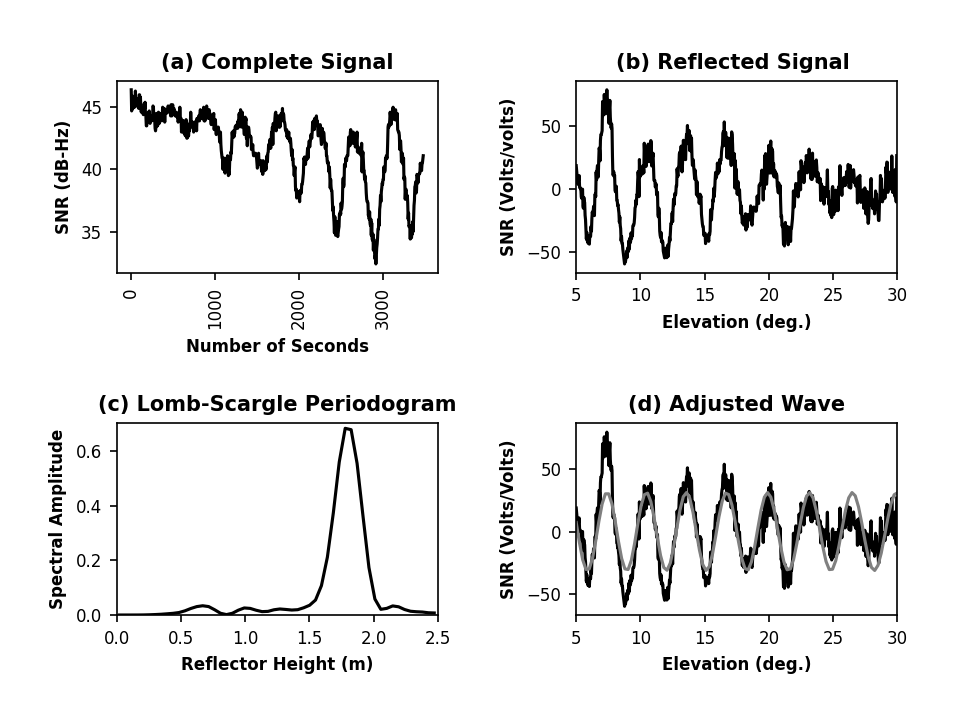 (a) Complete Signal
SNR (dB-Hz)
45
40
35
0
1000
2000
3000
Number of Seconds
(b) Reflected Signal
SNR (Volts/volts)
50
0
−50
5 10 15 20 25 30
Elevation (deg.)
(c) Lomb-Scargle Periodogram
Spectral Amplitude
0.6
0.4
0.2
0.0
0.0 0.5 1.0 1.5 2.0 2.5
Reflector Height (m)
(d) Adjusted Wave
SNR (Volts/Volts)
50
0
−50
5 10 15 20 25 30
Elevation (deg.)